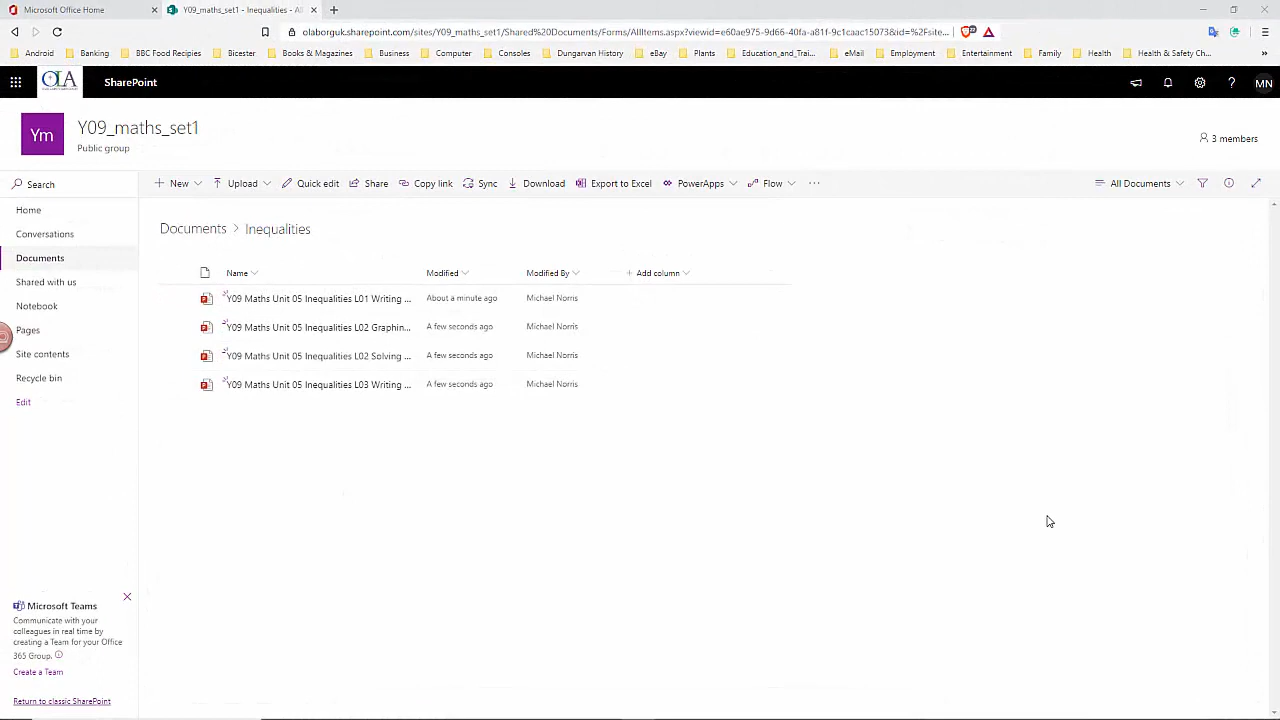 Microsoft Office Home
Y09_maths_set1 - Inequalities - Al
olaborguk.sharepoint.com/sites/Y09_maths_set1/Shared%20Documents/Forms/AllItems.aspx?viewid=e60ae975-9d66-40fa-a81f-9c1caac15073&id=%2Fsite...
22
Android Banking BBC Food Recipies Bicester Books & Magazines Business Computer Consoles Dungarvan History eBay Plants Education_and_Trai... eMail Employment Entertainment Family Health Health & Safety Ch... »
OLA SharePoint ? MN
Ym Y09_maths_set1
Public group
3 members
Search
New Upload Quick edit Share Copy link Sync Download Export to Excel PowerApps Flow ... All Documents
Home
Conversations
Documents
Shared with us
Notebook
Pages
Site contents
Recycle bin
Edit
Documents > Inequalities
Name Modified Modified By + Add column
Y09 Maths Unit 05 Inequalities L01 Writing ... About a minute ago Michael Norris
Y09 Maths Unit 05 Inequalities L02 Graphin... A few seconds ago Michael Norris
Y09 Maths Unit 05 Inequalities L02 Solving ... A few seconds ago Michael Norris
Y09 Maths Unit 05 Inequalities L03 Writing ... A few seconds ago Michael Norris
Microsoft Teams
Communicate with your
colleagues in real time by
creating a Team for your Office
365 Group.
Create a Team
Return to classic SharePoint